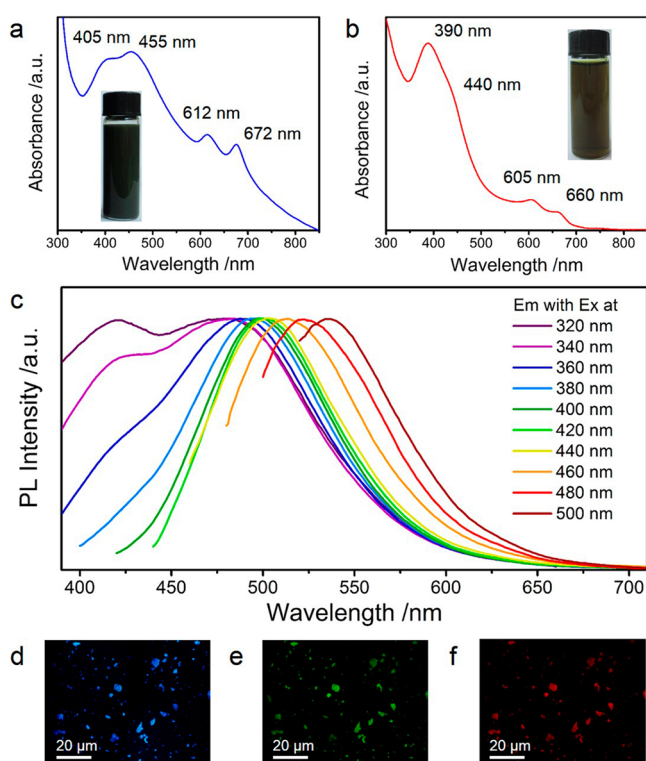 a
405 nm
455 nm
612 nm
672 nm
Absorbance /a.u.
300 400 500 600 700 800
Wavelength /nm
b
390 nm
440 nm
605 nm
660 nm
Absorbance /a.u.
300 400 500 600 700 800
Wavelength /nm
c
Em with Ex at
320 nm
340 nm
360 nm
380 nm
400 nm
420 nm
440 nm
460 nm
480 nm
500 nm
PL Intensity /a.u.
400 450 500 550 600 650 700
Wavelength /nm
d
20 µm
e
20 µm
f
20 µm